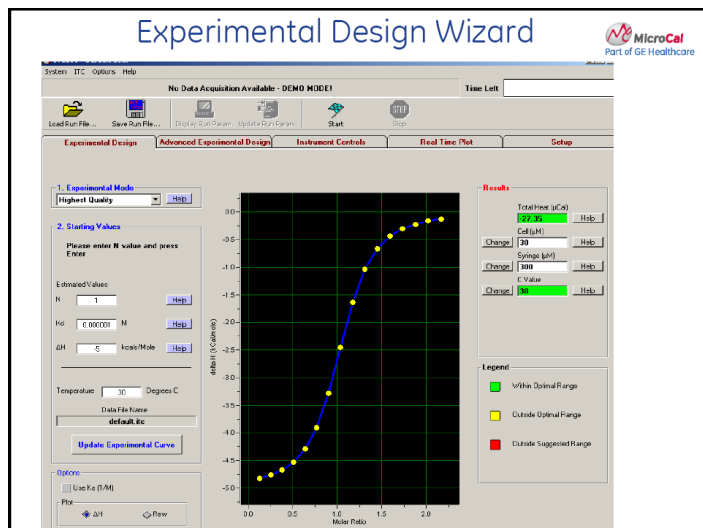 Experimental Design Wizard
MicroCal
Part of GE Healthcare
System ITC Options Help
No Data Acquisition Available - DEMO MODE!
Time Left
Load Run File...
Save Run File...
Display Run Param.
Update Run Param.
Start
Stop
Experimental Design
Advanced Experimental Design
Instrument Controls
Real Time Plot
Setup
1. Experimental Mode
Highest Quality
Help
2. Starting Values
Please enter N value and press
Enter
Estimated Values
N 1 Help
Kd 0.000001 M Help
ΔH -5 kcals/Mole Help
Temperature 30 Degrees C
Data File Name
default.itc
Update Experimental Curve
Options
Use Ka (1/M)
Plot
ΔH Raw
delta H (kCal/mole)
0.0
-.5
-1.0
-1.5
-2.0
-2.5
-3.0
-3.5
-4.0
-4.5
-5.0
0.0 0.5 1.0 1.5 2.0
Molar Ratio
Results
Total Heat (µCal)
-27.35 Help
Cell (µM)
Change 30 Help
Syringe (µM)
Change 300 Help
C Value
Change 30 Help
Legend
Within Optimal Range
Outside Optimal Range
Outside Suggested Range